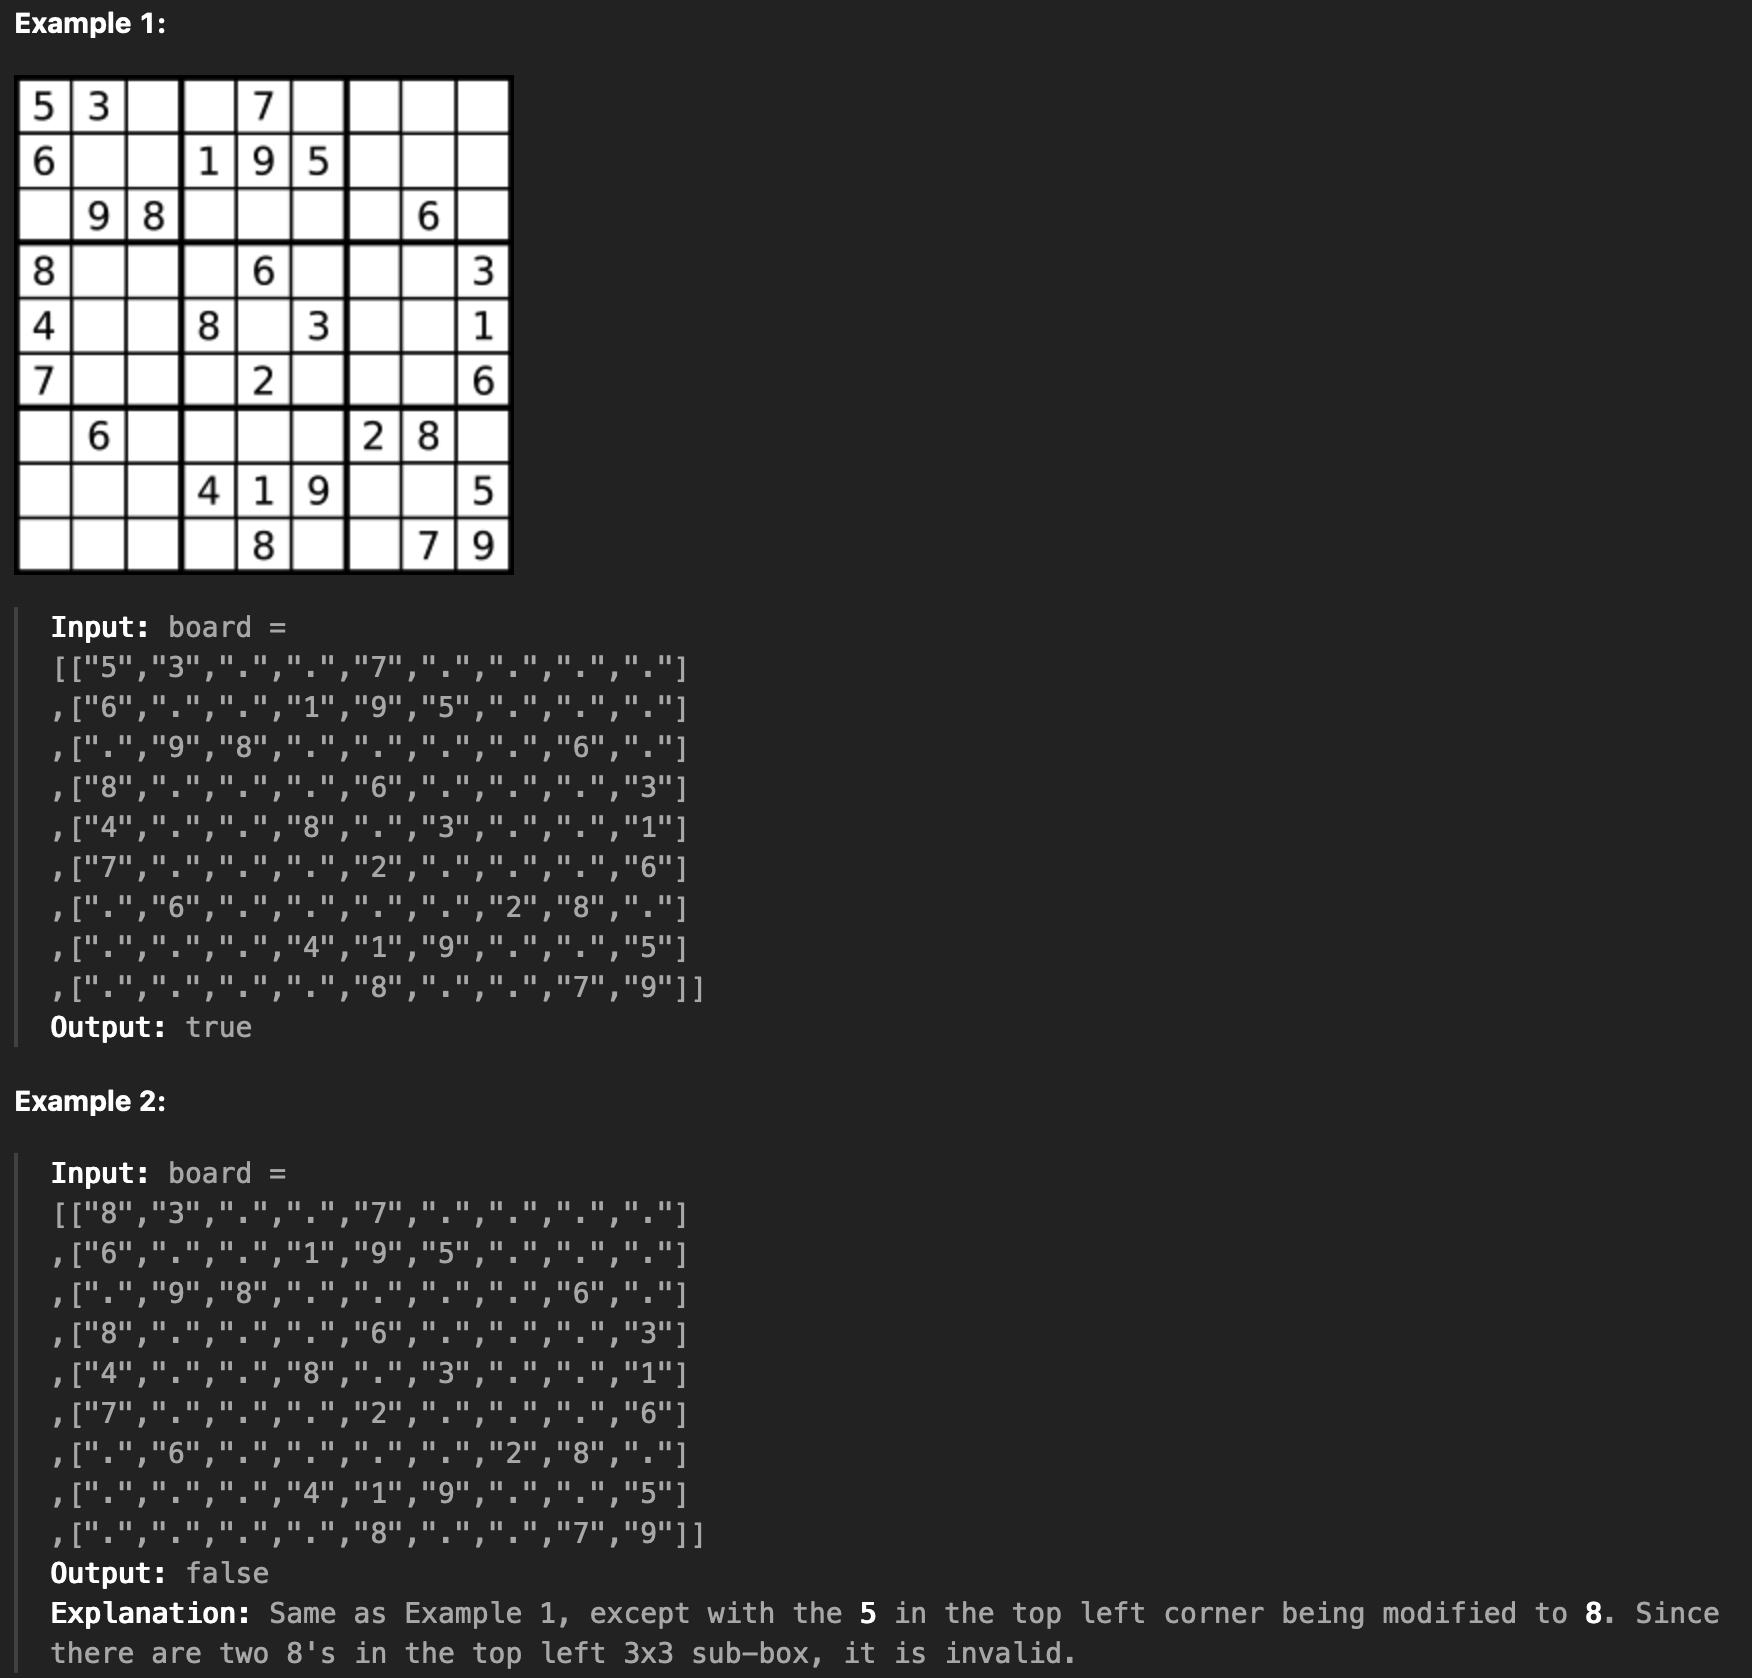 Example 1:
5 3 7
6 1 9 5
9 8 6
8 6 3
4 8 3 1
7 2 6
6 2 8
4 1 9 5
8 7 9
Input: board =
[["5","3",".",".","7",".",".",".","."]
,["6",".",".","1","9","5",".",".","."]
,[".","9","8",".",".",".",".","6","."]
,["8",".",".",".","6",".",".",".","3"]
,["4",".",".","8",".","3",".",".","1"]
,["7",".",".",".","2",".",".",".","6"]
,[".","6",".",".",".",".","2","8","."]
,[".",".",".","4","1","9",".",".","5"]
,[".",".",".",".","8",".",".","7","9"]]
Output: true
Example 2:
Input: board =
[["8","3",".",".","7",".",".",".","."]
,["6",".",".","1","9","5",".",".","."]
,[".","9","8",".",".",".",".","6","."]
,["8",".",".",".","6",".",".",".","3"]
,["4",".",".","8",".","3",".",".","1"]
,["7",".",".",".","2",".",".",".","6"]
,[".","6",".",".",".",".","2","8","."]
,[".",".",".","4","1","9",".",".","5"]
,[".",".",".",".","8",".",".","7","9"]]
Output: false
Explanation: Same as Example 1, except with the 5 in the top left corner being modified to 8. Since
there are two 8's in the top left 3x3 sub-box, it is invalid.